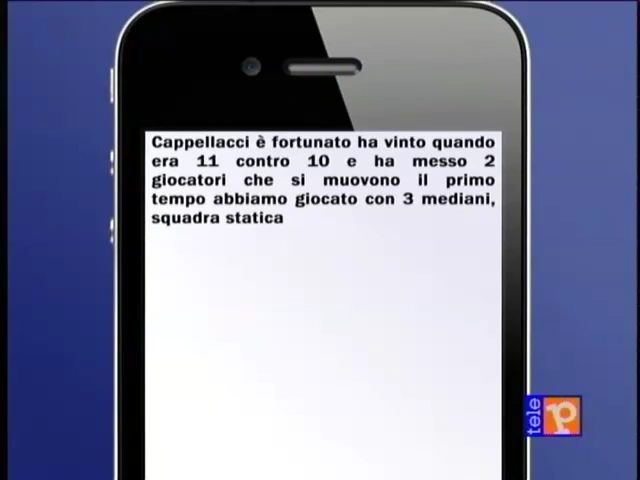 Cappellacci è fortunato ha vinto quando
era 11 contro 10 e ha messo 2
giocatori che si muovono il primo
tempo abbiamo giocato con 3 mediani,
squadra statica
tele p